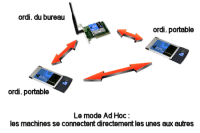 ordi. du bureau
ordi. portable
ordi. portable
Le mode Ad Hoc :
les machines se connectent directement les unes aux autres